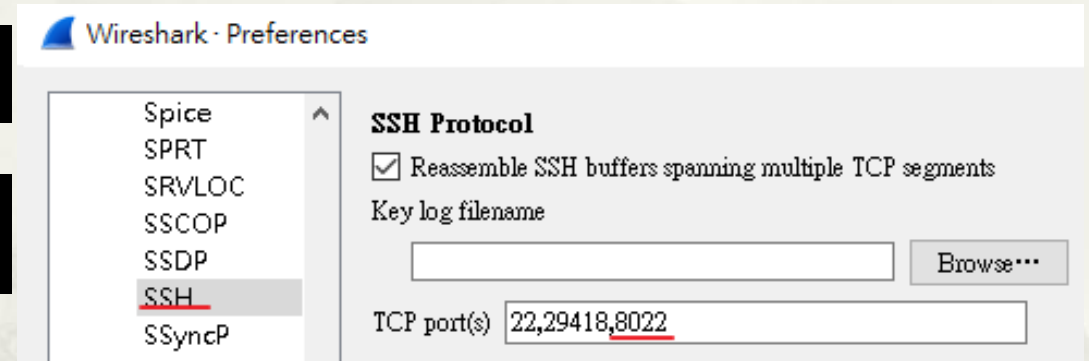 Wireshark · Preferences
Spice
SPRT
SRVLOC
SSCOP
SSDP
SSH
SSyncP
SSH Protocol
Reassemble SSH buffers spanning multiple TCP segments
Key log filename
Browse⋯
TCP port(s) 22,29418,8022